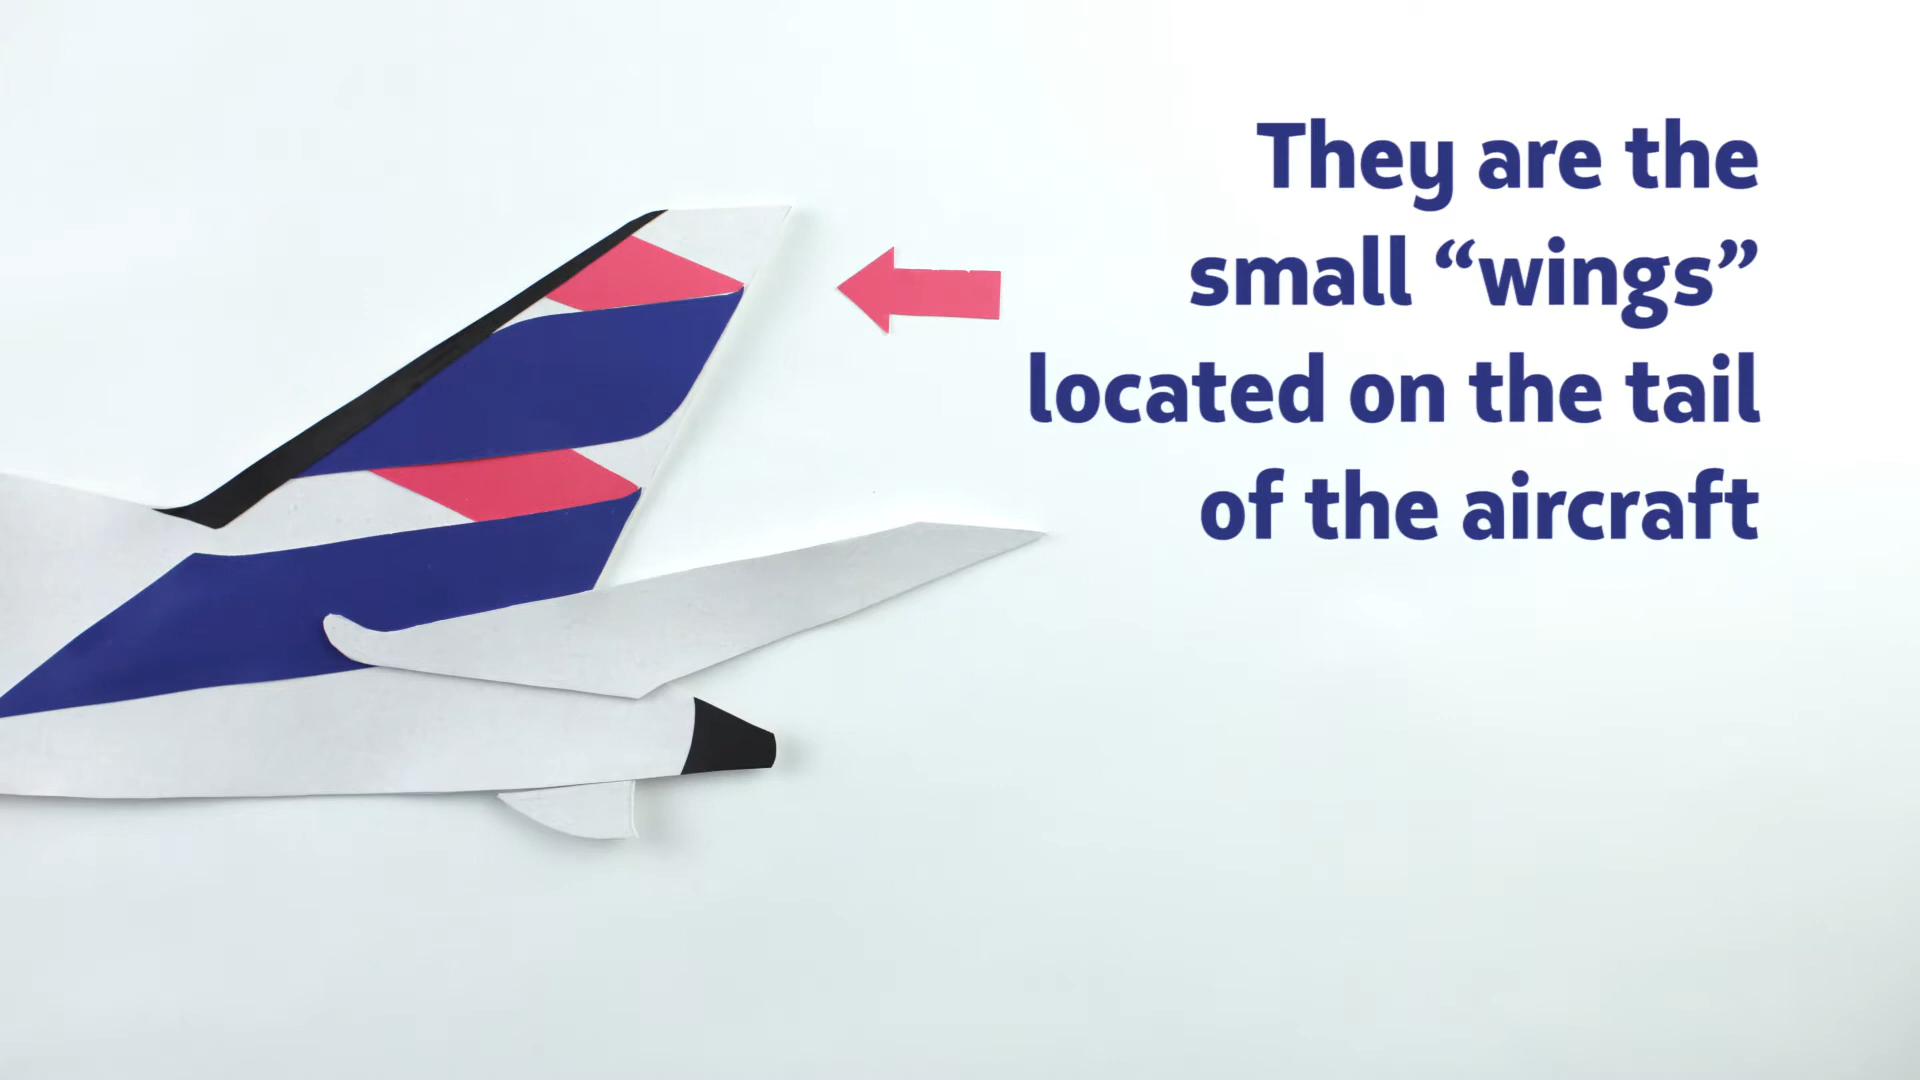 They are the
small “wings”
located on the tail
of the aircraft